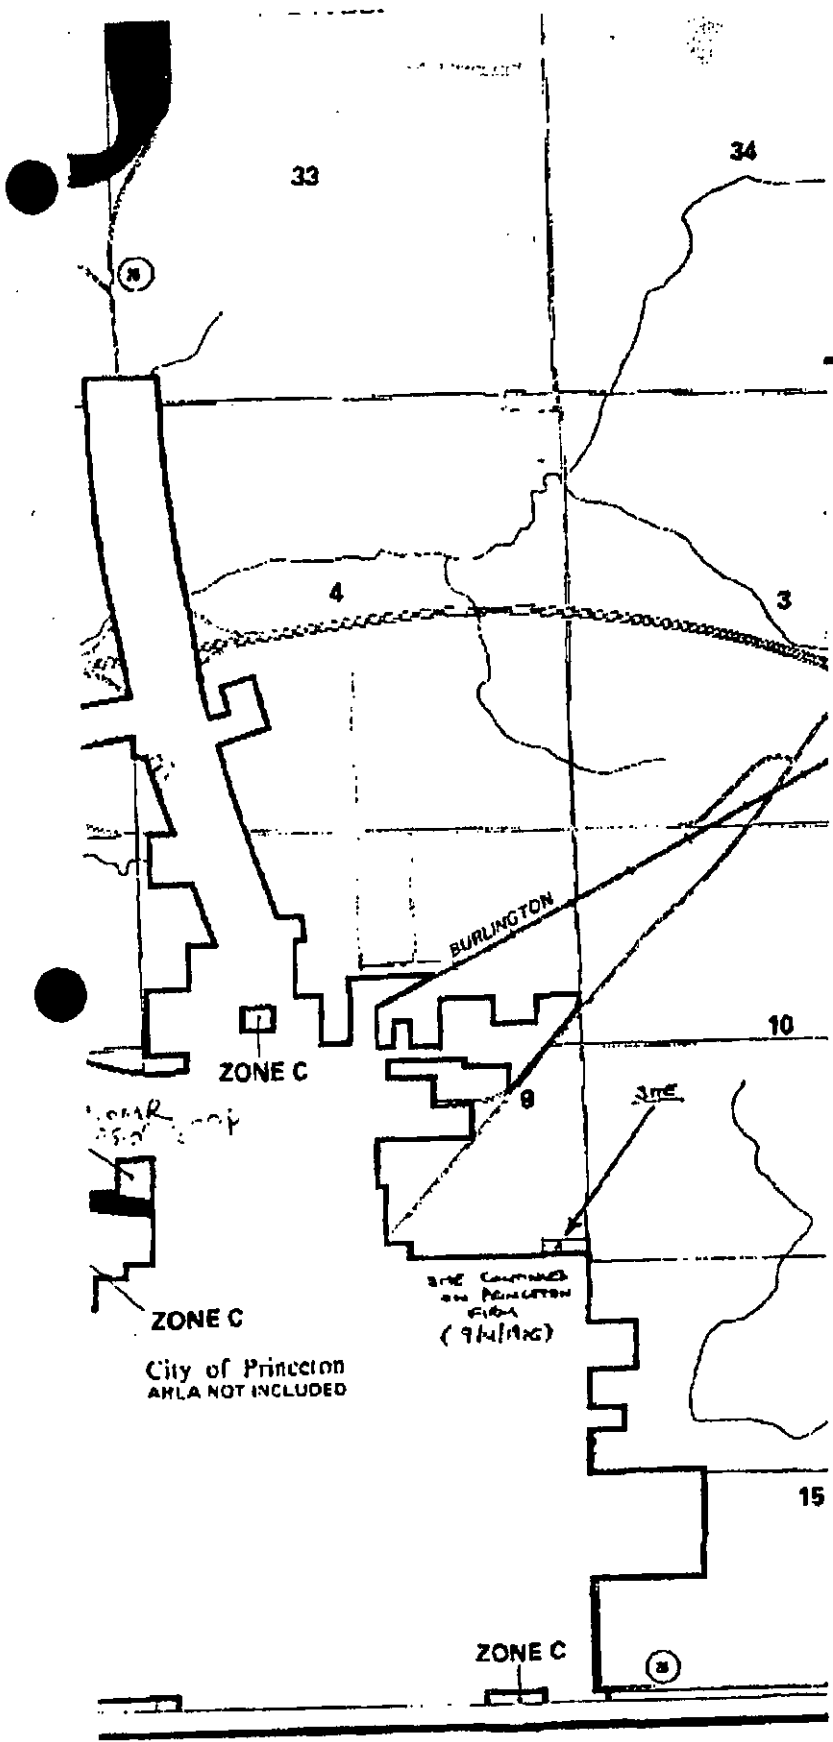 33
34
4
3
BURLINGTON
10
ZONE C
9
SITE
ZONE C
SITE CONTINUED
ON PRINCETON
FIRM
City of Princeton
AREA NOT INCLUDED
15
ZONE C